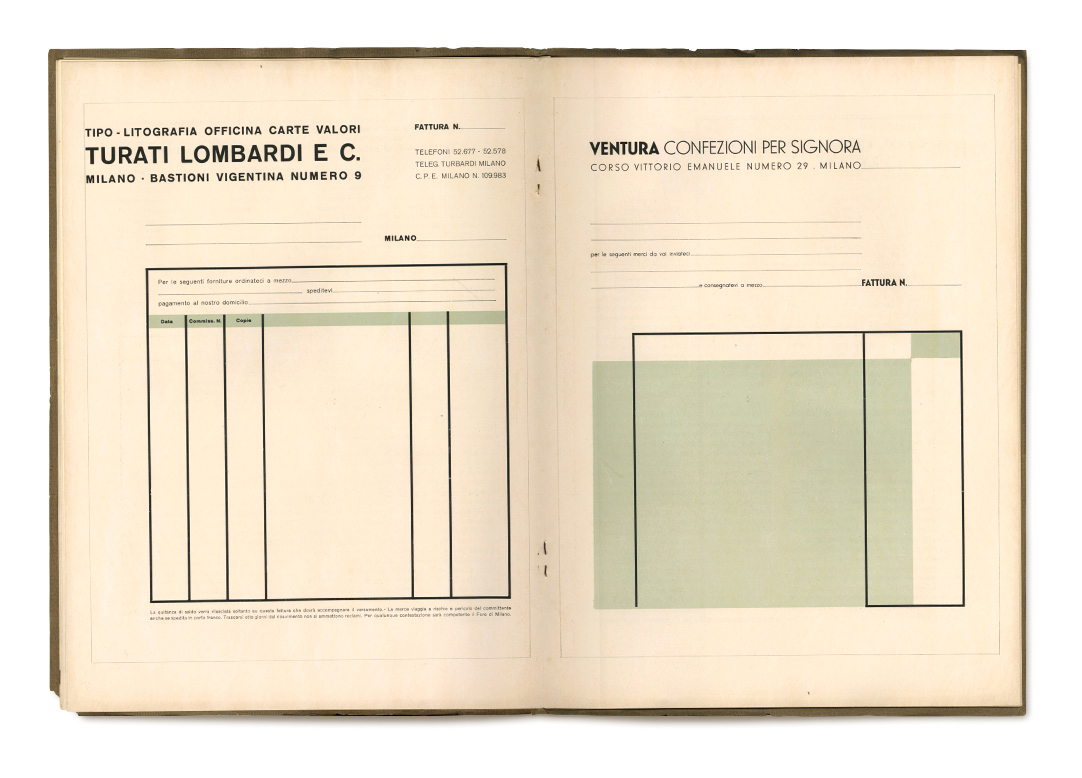 TIPO - LITOGRAFIA OFFICINA CARTE VALORI
TURATI LOMBARDI E C.
MILANO · BASTIONI VIGENTINA NUMERO 9
FATTURA N.
TELEFONI 52.677 - 52.578
TELEG. TURBARDI MILANO
C.P.E. MILANO N. 109.983
MILANO
Per le seguenti forniture ordinateci a mezzo
speditevi
pagamento al nostro domicilio
Data Commiss. N. Copie
La quitanza di saldo verrà rilasciata soltanto su questa fattura che dovrà accompagnare il versamento. - La merce viaggia a rischio e pericolo del committente
anche se spedita in porto franco. Trascorsi otto giorni dal ricevimento non si ammettono reclami. Per qualunque contestazione sarà competente il Foro di Milano.
VENTURA CONFEZIONI PER SIGNORA
CORSO VITTORIO EMANUELE NUMERO 29 . MILANO
per le seguenti merci da voi inviateci
e consegnatevi a mezzo
FATTURA N.